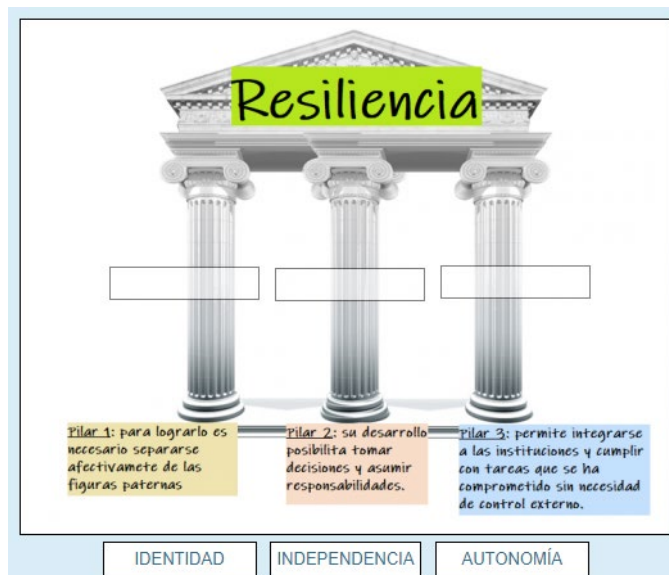 Resiliencia
Pilar 1: para lograrlo es
necesario separarse
afectivamete de las
figuras paternas
Pilar 2: su desarrollo
posibilita tomar
decisiones y asumir
responsabilidades.
Pilar 3: permite integrarse
a las instituciones y cumplir
con tareas que se ha
comprometido sin necesidad
de control externo.
IDENTIDAD
INDEPENDENCIA
AUTONOMÍA